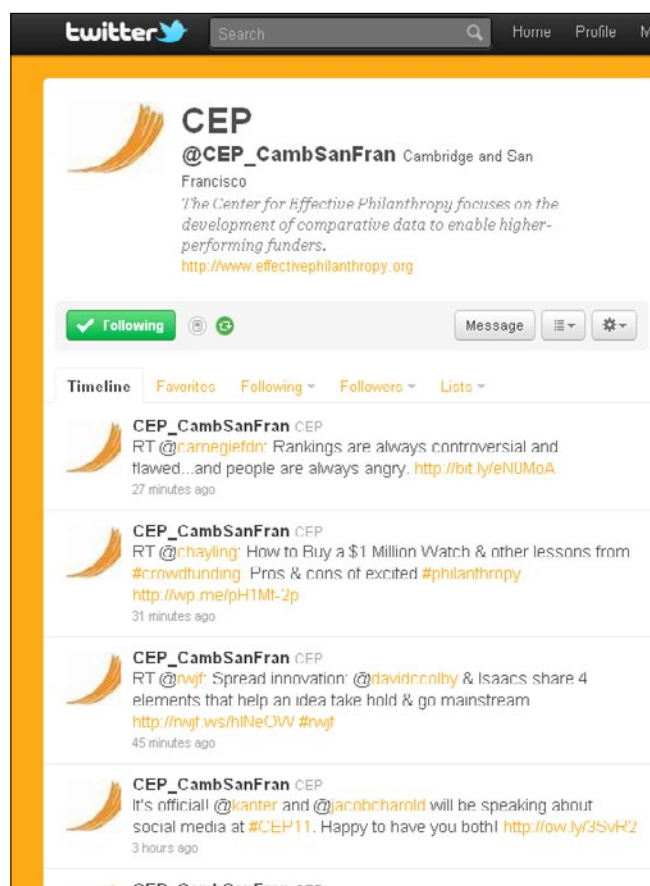 twitter Search Home Profile M
CEP
@CEP_CambSanFran Cambridge and San
Francisco
The Center for Effective Philanthropy focuses on the
development of comparative data to enable higher-
performing funders.
http://www.effectivephilanthropy.org
Following Message
Timeline Favorites Following Followers Lists
CEP_CambSanFran CEP
RT @carnegiefdn: Rankings are always controversial and
flawed...and people are always angry. http://bit.ly/eN0MoA
27 minutes ago
CEP_CambSanFran CEP
RT @chayling: How to Buy a $1 Million Watch & other lessons from
#crowdfunding. Pros & cons of excited #philanthropy.
http://wp.me/pH1Mf-2p
31 minutes ago
CEP_CambSanFran CEP
RT @rwjf: Spread innovation: @davidccolby & Isaacs share 4
elements that help an idea take hold & go mainstream
http://rwjf.ws/hINeOW #rwjf
45 minutes ago
CEP_CambSanFran CEP
It's official! @kanter and @jacobcharold will be speaking about
social media at #CEP11. Happy to have you both! http://ow.ly/3SvR2
3 hours ago
CEP_CambSanFran CEP